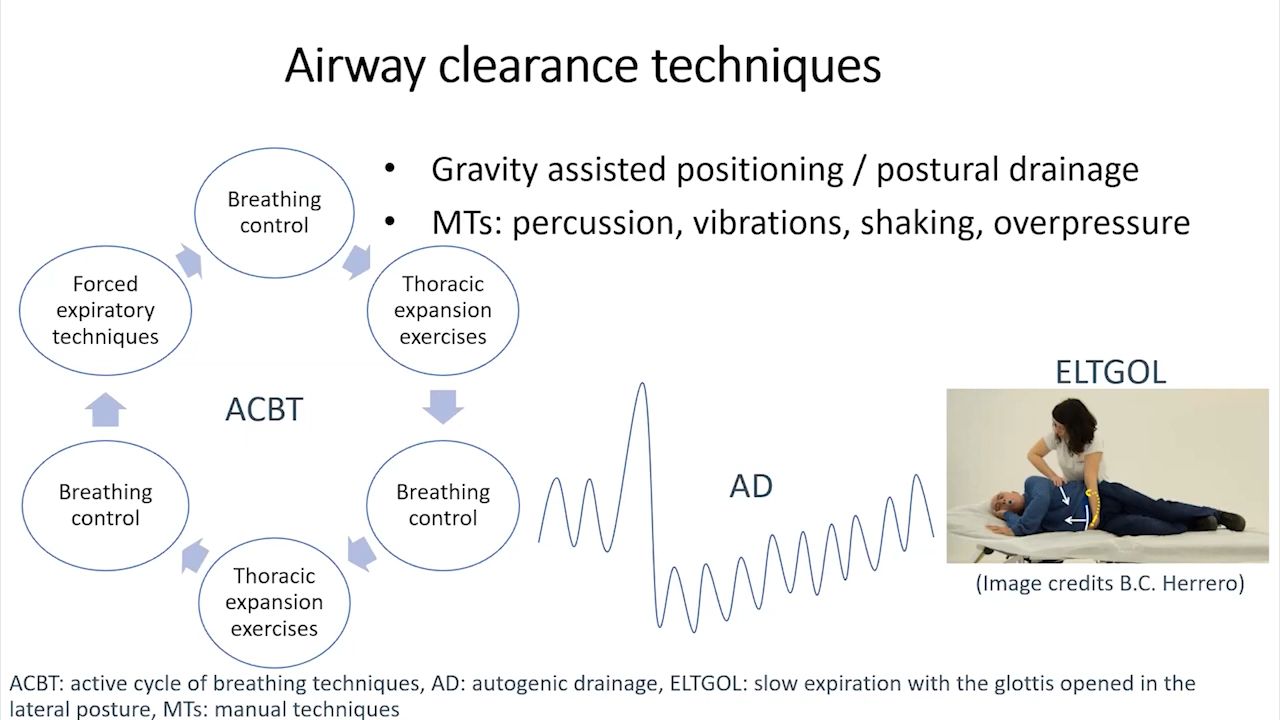 Airway clearance techniques
• Gravity assisted positioning / postural drainage
• MTs: percussion, vibrations, shaking, overpressure
Breathing
control
Thoracic
expansion
exercises
Breathing
control
Thoracic
expansion
exercises
Breathing
control
Forced
expiratory
techniques
ACBT
AD
ELTGOL
(Image credits B.C. Herrero)
ACBT: active cycle of breathing techniques, AD: autogenic drainage, ELTGOL: slow expiration with the glottis opened in the
lateral posture, MTs: manual techniques